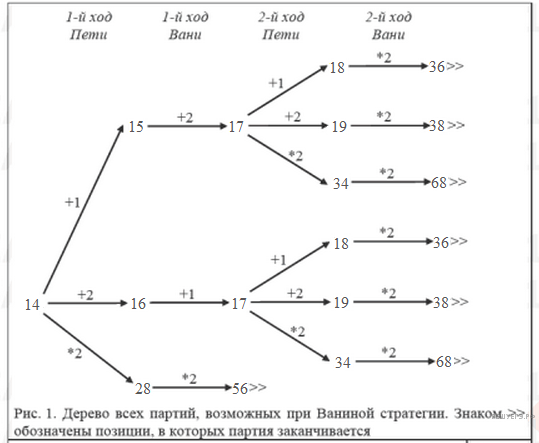 1-й ход 1-й ход 2-й ход 2-й ход
Пети Вани Пети Вани
18 *2 36>>
+1
15 +2 17 +2 19 *2 38>>
*2
34 *2 68>>
+1
18 *2 36>>
+1
14 +2 16 +1 17 +2 19 *2 38>>
*2
*2 34 *2 68>>
28 *2 56>>
Рис. 1. Дерево всех партий, возможных при Ваниной стратегии. Знаком >>
обозначены позиции, в которых партия заканчивается